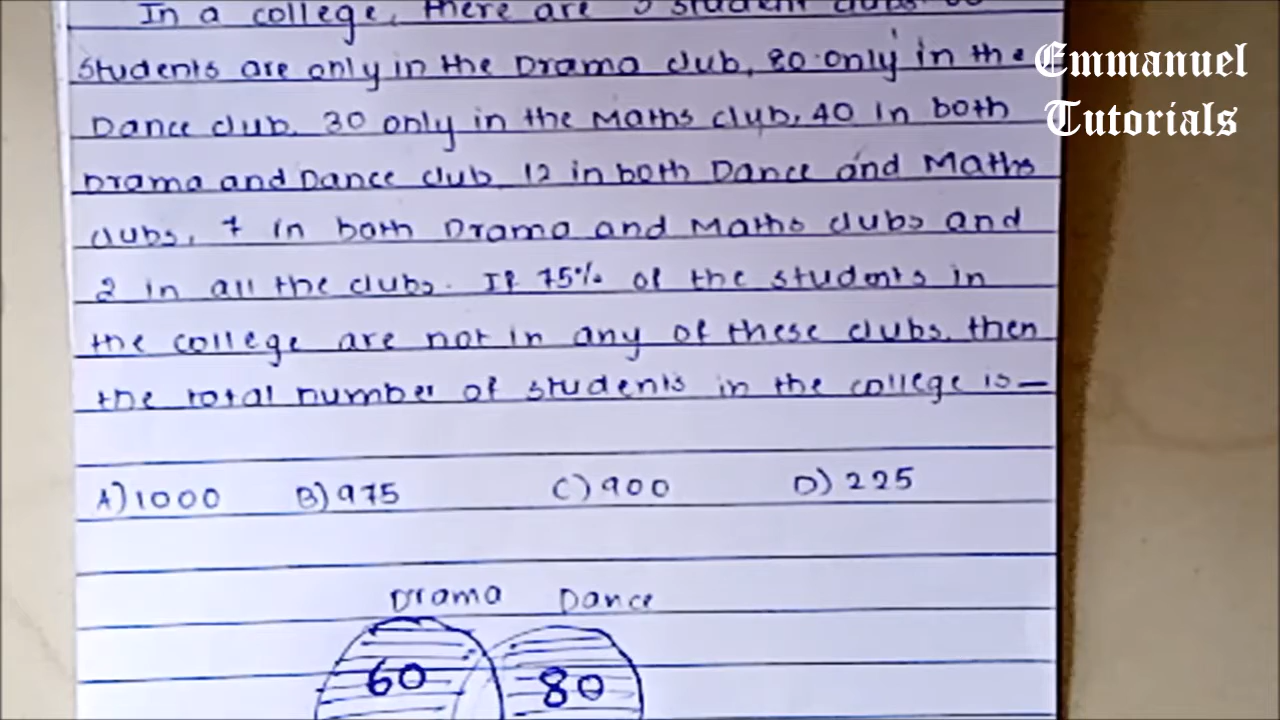 In a college, there are 3 student clubs. 60
students are only in the Drama club, 80 only in the
Dance club, 30 only in the Maths club, 40 in both
Drama and Dance club, 12 in both Dance and Maths
clubs, 7 in both Drama and Maths clubs and
2 in all the clubs. If 75% of the students in
the college are not in any of these clubs, then
the total number of students in the college is —
A) 1000 B) 975 C) 900 D) 225
Drama Dance
60 80
Emmanuel
Tutorials